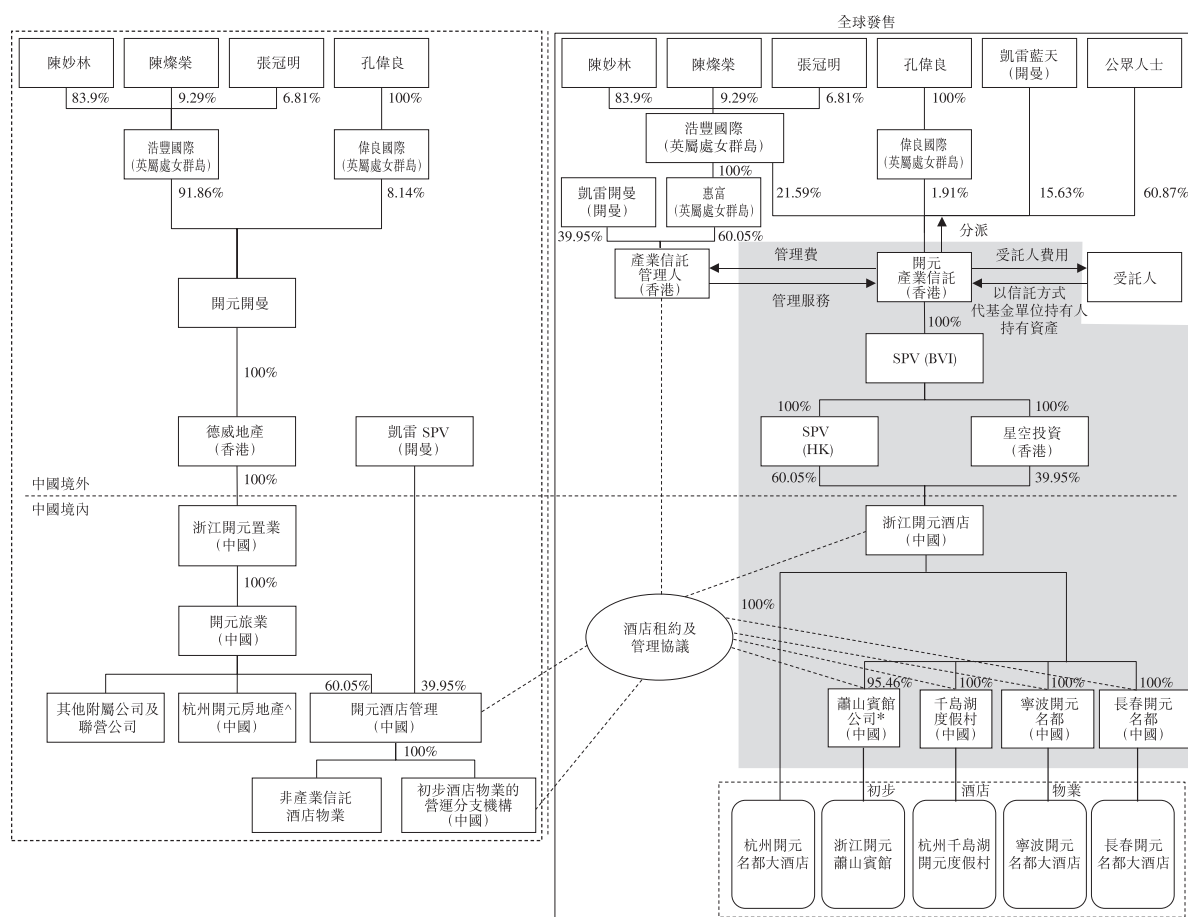 全球發售
陳妙林
陳燦榮
張冠明
孔偉良
83.9%
9.29%
6.81%
100%
浩豐國際
(英屬處女群島)
偉良國際
(英屬處女群島)
91.86%
8.14%
開元開曼
100%
德威地產
(香港)
凱雷 SPV
(開曼)
100%
中國境外
中國境內
浙江開元置業
(中國)
100%
開元旅業
(中國)
60.05%
39.95%
其他附屬公司及
聯營公司
杭州開元房地產^
(中國)
開元酒店管理
(中國)
100%
非產業信託
酒店物業
初步酒店物業的
營運分支機構
(中國)
陳妙林
陳燦榮
張冠明
孔偉良
凱雷藍天
(開曼)
公眾人士
83.9%
9.29%
6.81%
100%
浩豐國際
(英屬處女群島)
偉良國際
(英屬處女群島)
100%
凱雷開曼
(開曼)
惠富
(英屬處女群島)
21.59%
1.91%
15.63%
60.87%
39.95%
60.05%
分派
產業信託
管理人
(香港)
管理費
管理服務
開元
產業信託
(香港)
受託人費用
以信託方式
代基金單位持有人
持有資產
受託人
100%
SPV (BVI)
100%
100%
SPV
(HK)
星空投資
(香港)
60.05%
39.95%
浙江開元酒店
(中國)
100%
酒店租約及
管理協議
95.46%
100%
100%
100%
蕭山賓館
公司*
(中國)
千島湖
度假村
(中國)
寧波開元
名都
(中國)
長春開元
名都
(中國)
初步
酒店
物業
杭州開元
名都大酒店
浙江開元
蕭山賓館
杭州千島湖
開元度假村
寧波開元
名都大酒店
長春開元
名都大酒店